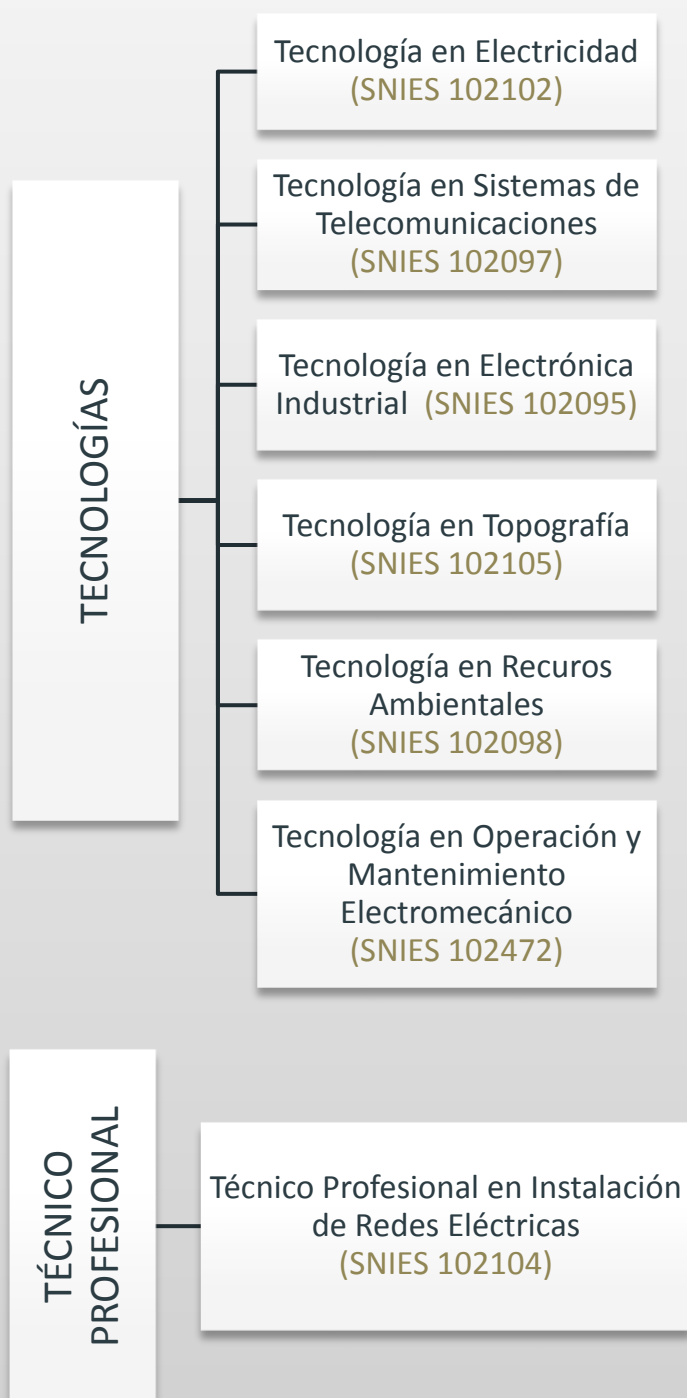 TECNOLOGÍAS
Tecnología en Electricidad
(SNIES 102102)
Tecnología en Sistemas de
Telecomunicaciones
(SNIES 102097)
Tecnología en Electrónica
Industrial (SNIES 102095)
Tecnología en Topografía
(SNIES 102105)
Tecnología en Recuros
Ambientales
(SNIES 102098)
Tecnología en Operación y
Mantenimiento
Electromecánico
(SNIES 102472)
TÉCNICO
PROFESIONAL
Técnico Profesional en Instalación
de Redes Eléctricas
(SNIES 102104)